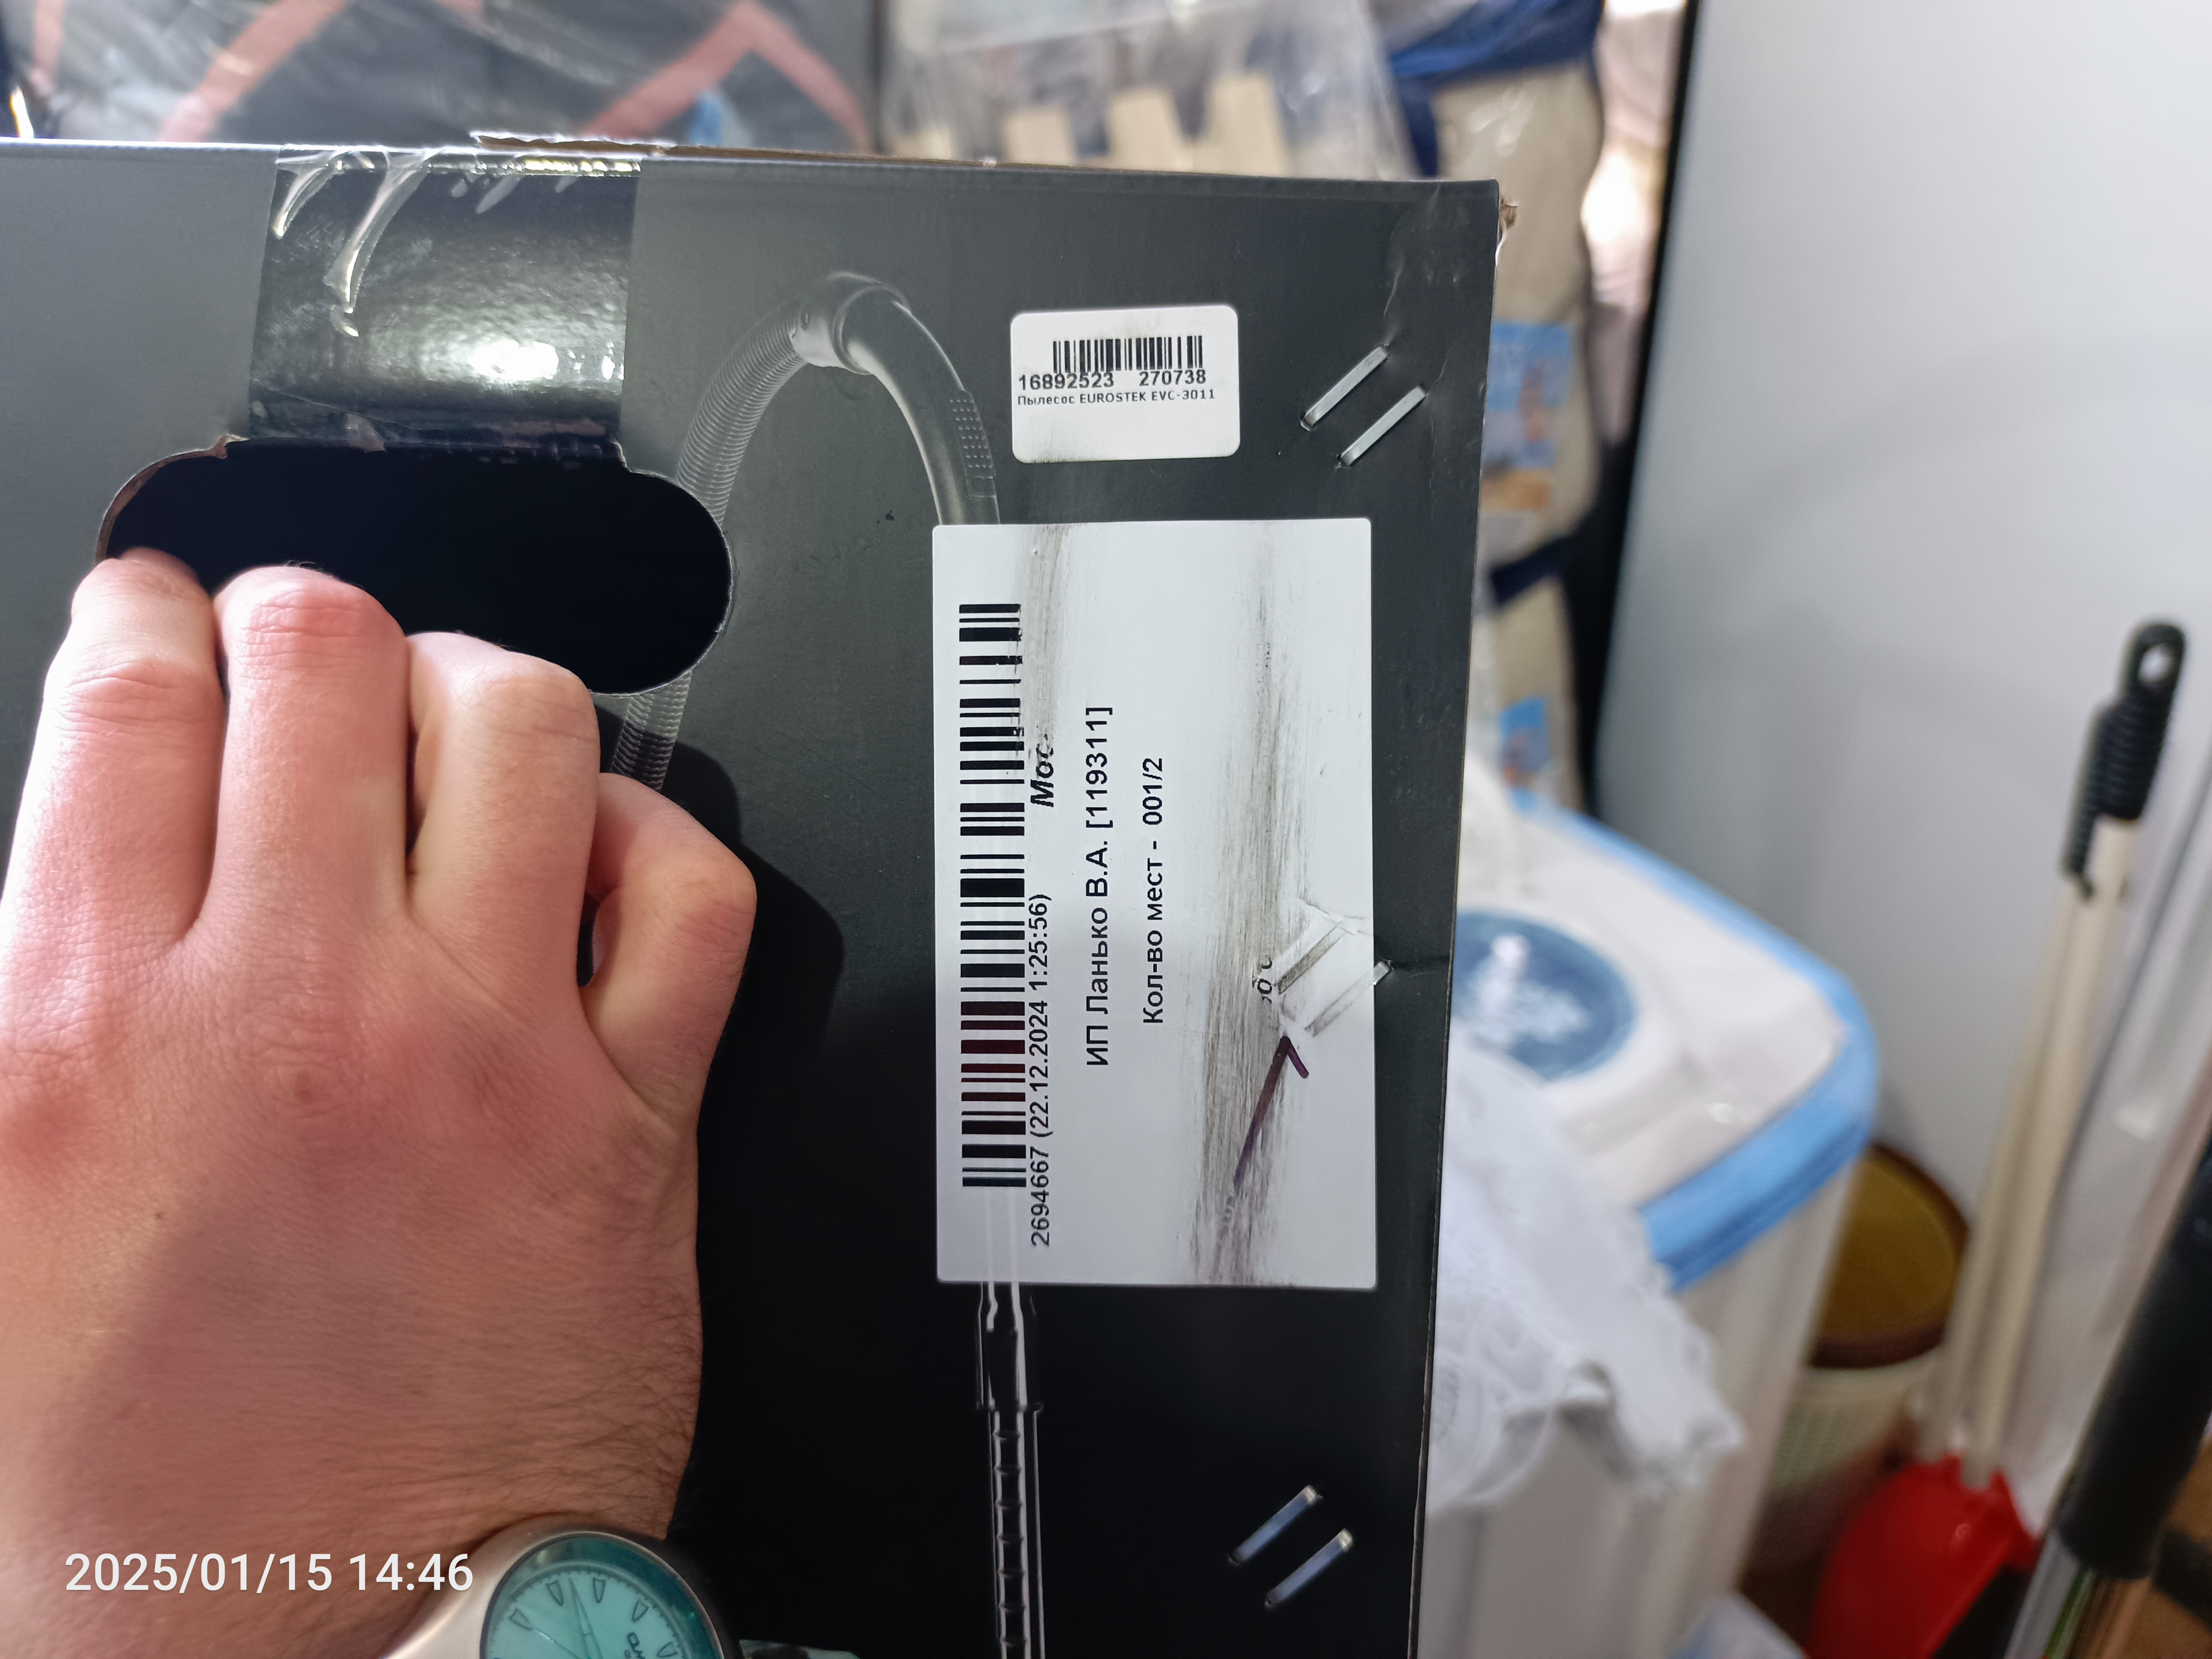 16892523 270738
Пылесос EUROSTEK EVC-3011
2694667 (22.12.2024 1:25:56)
ИП Ланько В.А. [119311]
Кол-во мест - 001/2
2025/01/15 14:46